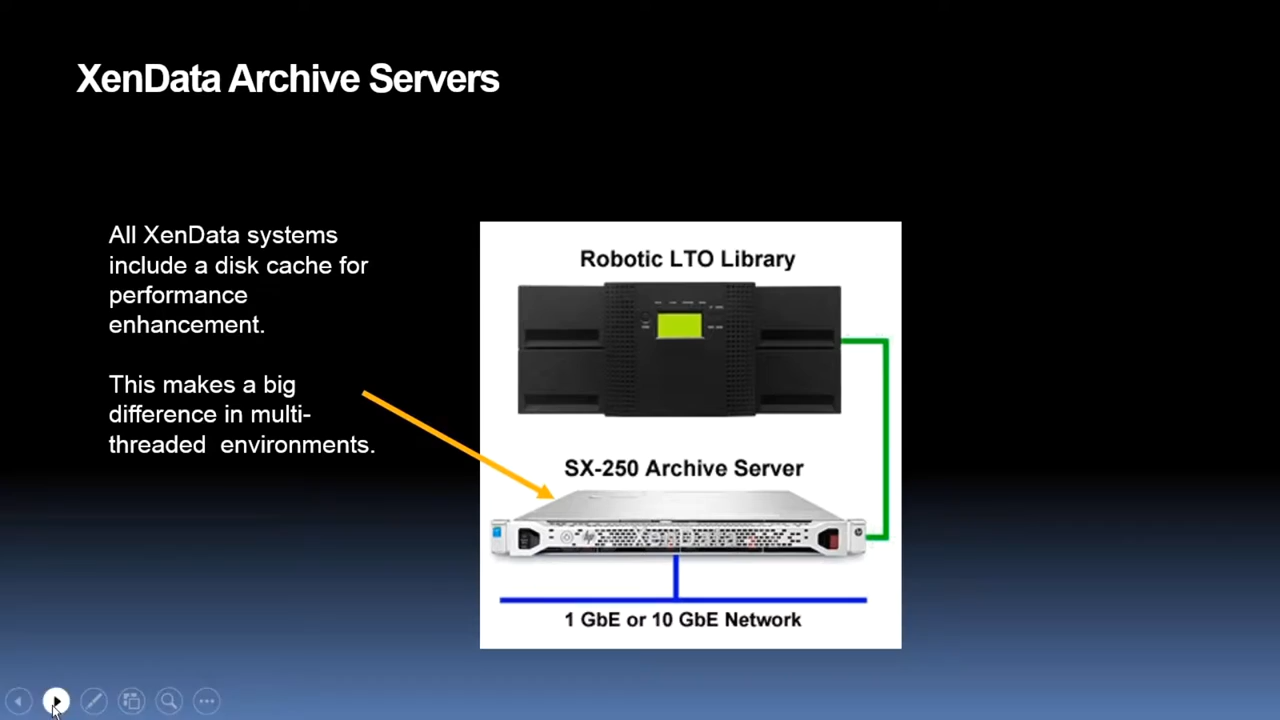 XenData Archive Servers
All XenData systems
include a disk cache for
performance
enhancement.
This makes a big
difference in multi-
threaded environments.
Robotic LTO Library
SX-250 Archive Server
hp
1 GbE or 10 GbE Network